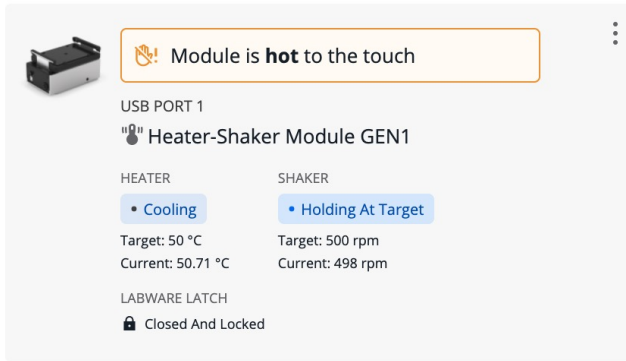 Module is hot to the touch
USB PORT 1
Heater-Shaker Module GEN1
HEATER
SHAKER
• Cooling
• Holding At Target
Target: 50 °C
Target: 500 rpm
Current: 50.71 °C
Current: 498 rpm
LABWARE LATCH
Closed And Locked